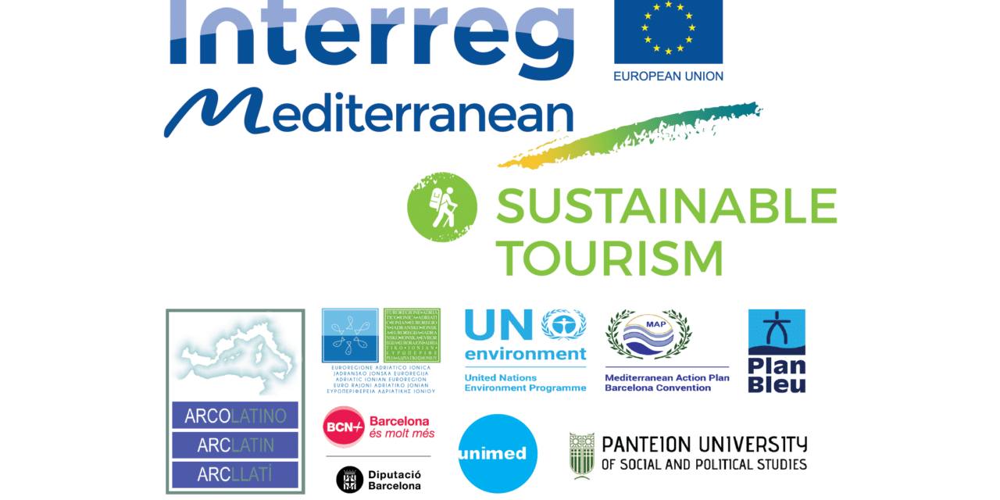 Interreg
EUROPEAN UNION
Mediterranean
SUSTAINABLE
TOURISM
ARCOLATINO
ARCLATIN
ARCLLATÍ
EUROREGIONE ADRIATICO IONICA
JADRANSKO JONSKA EUROREGIJA
ADRIATIC IONIAN EUROREGION
EURO RAJONI ADRIATIKO JONIAN
ΕΥΡΩΠΕΡΙΦΕΡΕΙΑ ΑΔΡΙΑΤΙΚΗΣ ΙΟΝΙΟΥ
UN
environment
United Nations
Environment Programme
MAP
Mediterranean Action Plan
Barcelona Convention
Plan
Bleu
BCN+
Barcelona
és molt més
Diputació
Barcelona
unimed
PANTEION UNIVERSITY
OF SOCIAL AND POLITICAL STUDIES